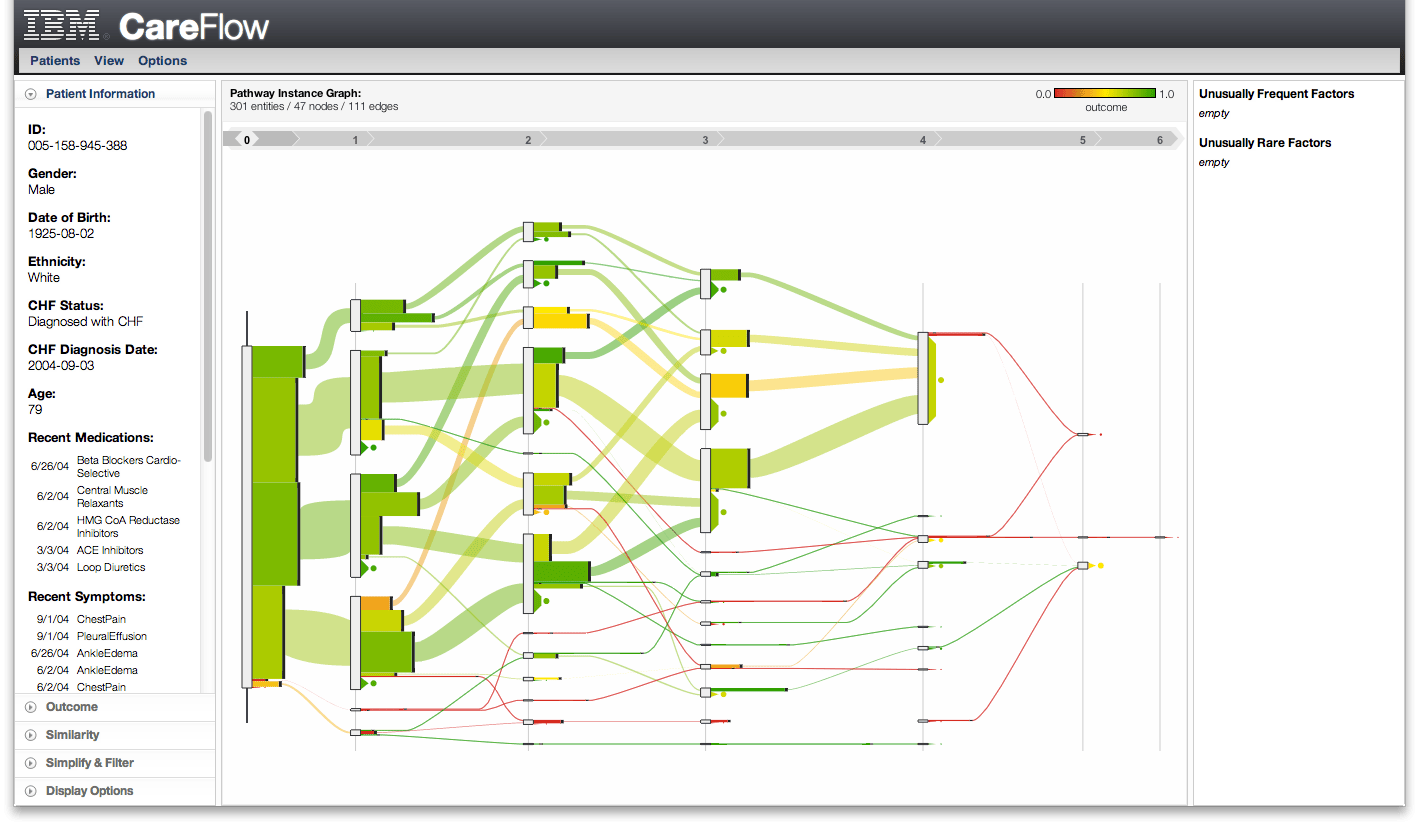 IBM® CareFlow
Patients View Options
Patient Information
ID:
005-158-945-388
Gender:
Male
Date of Birth:
1925-08-02
Ethnicity:
White
CHF Status:
Diagnosed with CHF
CHF Diagnosis Date:
2004-09-03
Age:
79
Recent Medications:
6/26/04 Beta Blockers Cardio-
Selective
6/2/04 Central Muscle
Relaxants
6/2/04 HMG CoA Reductase
Inhibitors
3/3/04 ACE Inhibitors
3/3/04 Loop Diuretics
Recent Symptoms:
9/1/04 ChestPain
9/1/04 PleuralEffusion
6/26/04 AnkleEdema
6/2/04 AnkleEdema
6/2/04 ChestPain
Outcome
Similarity
Simplify & Filter
Display Options
Pathway Instance Graph:
301 entities / 47 nodes / 111 edges
0.0 1.0
outcome
0 1 2 3 4 5 6
Unusually Frequent Factors
empty
Unusually Rare Factors
empty